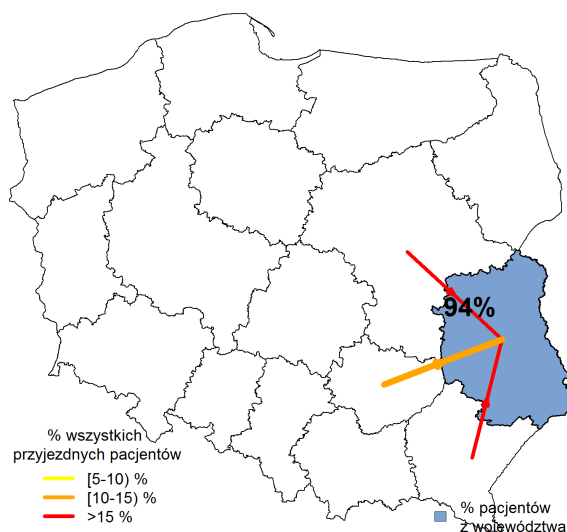 94%
% wszystkich
przyjezdnych pacjentów
[5-10) %
[10-15) %
>15 %
% pacjentów
z województwa